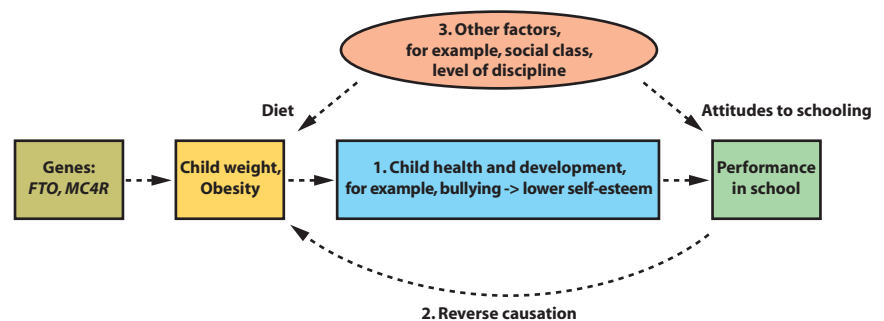 3. Other factors,
for example, social class,
level of discipline
Diet
Attitudes to schooling
Genes:
FTO, MC4R
Child weight,
Obesity
1. Child health and development,
for example, bullying -> lower self-esteem
Performance
in school
2. Reverse causation